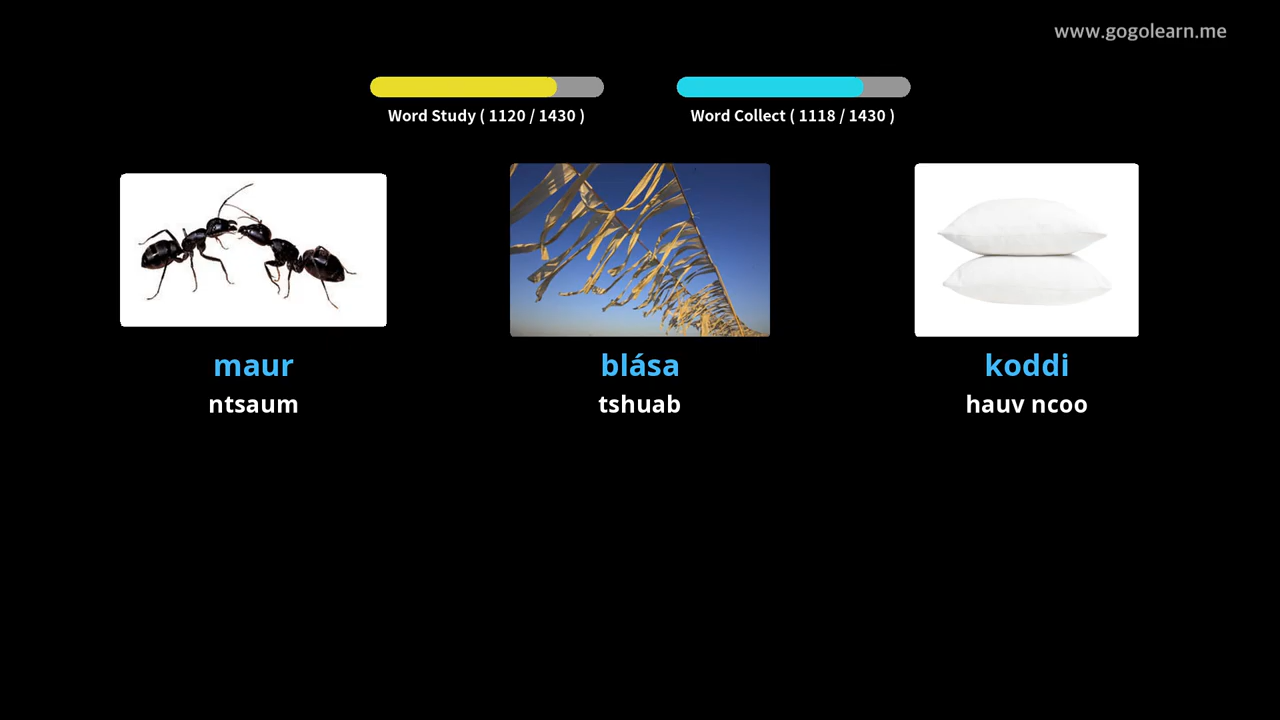 www.gogolearn.me
Word Study ( 1120 / 1430 )
Word Collect ( 1118 / 1430 )
maur
ntsaum
blása
tshuab
koddi
hauv ncoo